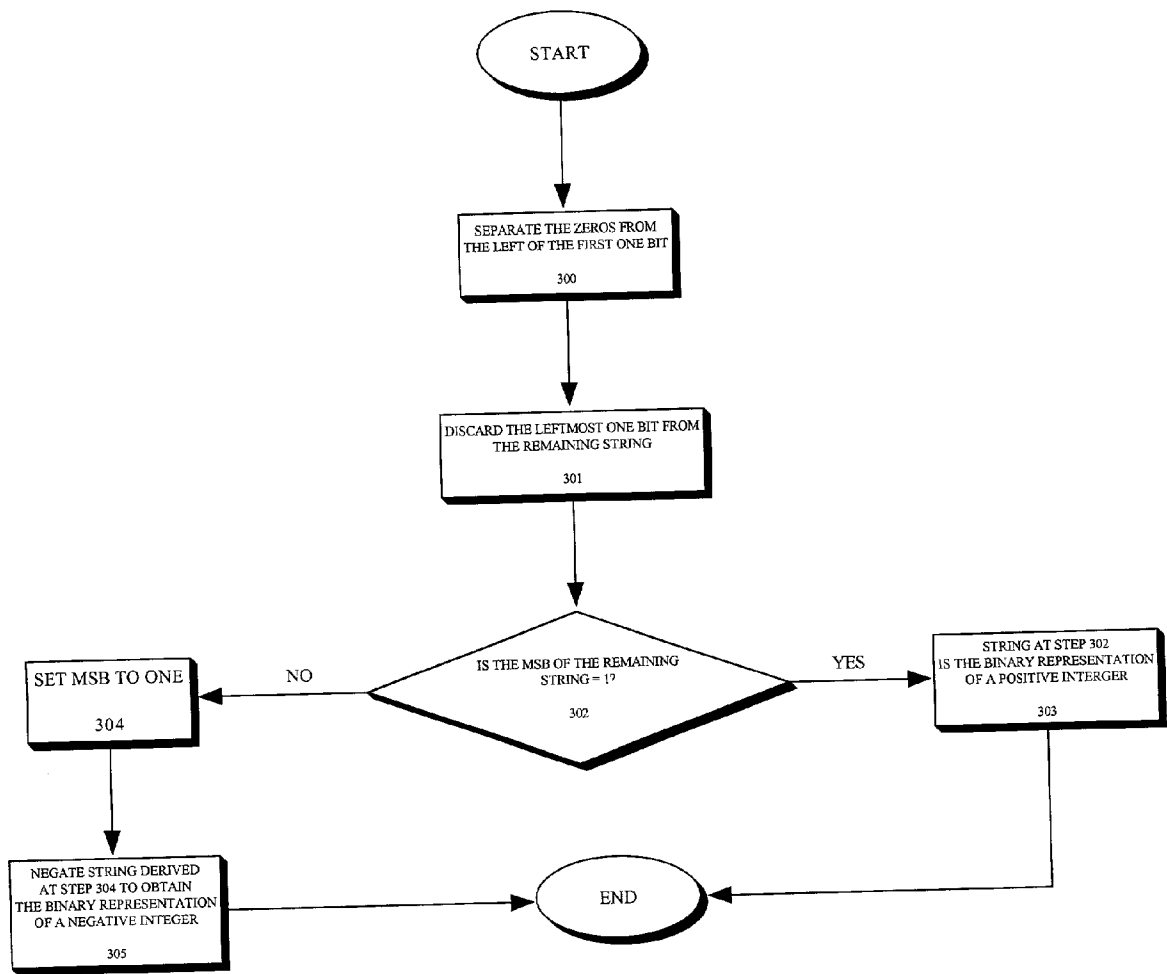 START
SEPARATE THE ZEROS FROM
THE LEFT OF THE FIRST ONE BIT
300
DISCARD THE LEFTMOST ONE BIT FROM
THE REMAINING STRING
301
IS THE MSB OF THE REMAINING
STRING = 1?
302
NO
YES
SET MSB TO ONE
304
STRING AT STEP 302
IS THE BINARY REPRESENTATION
OF A POSITIVE INTERGER
303
NEGATE STRING DERIVED
AT STEP 304 TO OBTAIN
THE BINARY REPRESENTATION
OF A NEGATIVE INTEGER
305
END